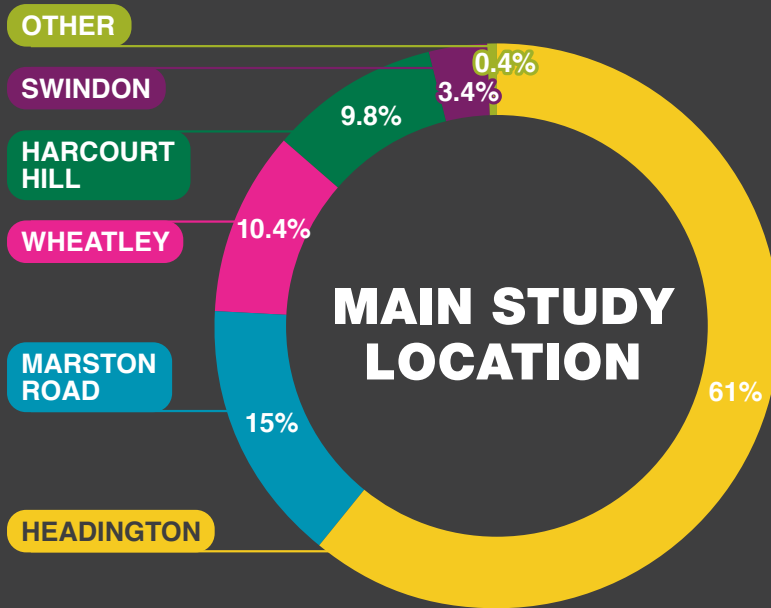 OTHER
SWINDON
HARCOURT
HILL
WHEATLEY
MARSTON
ROAD
HEADINGTON
0.4%
3.4%
9.8%
10.4%
15%
61%
MAIN STUDY
LOCATION